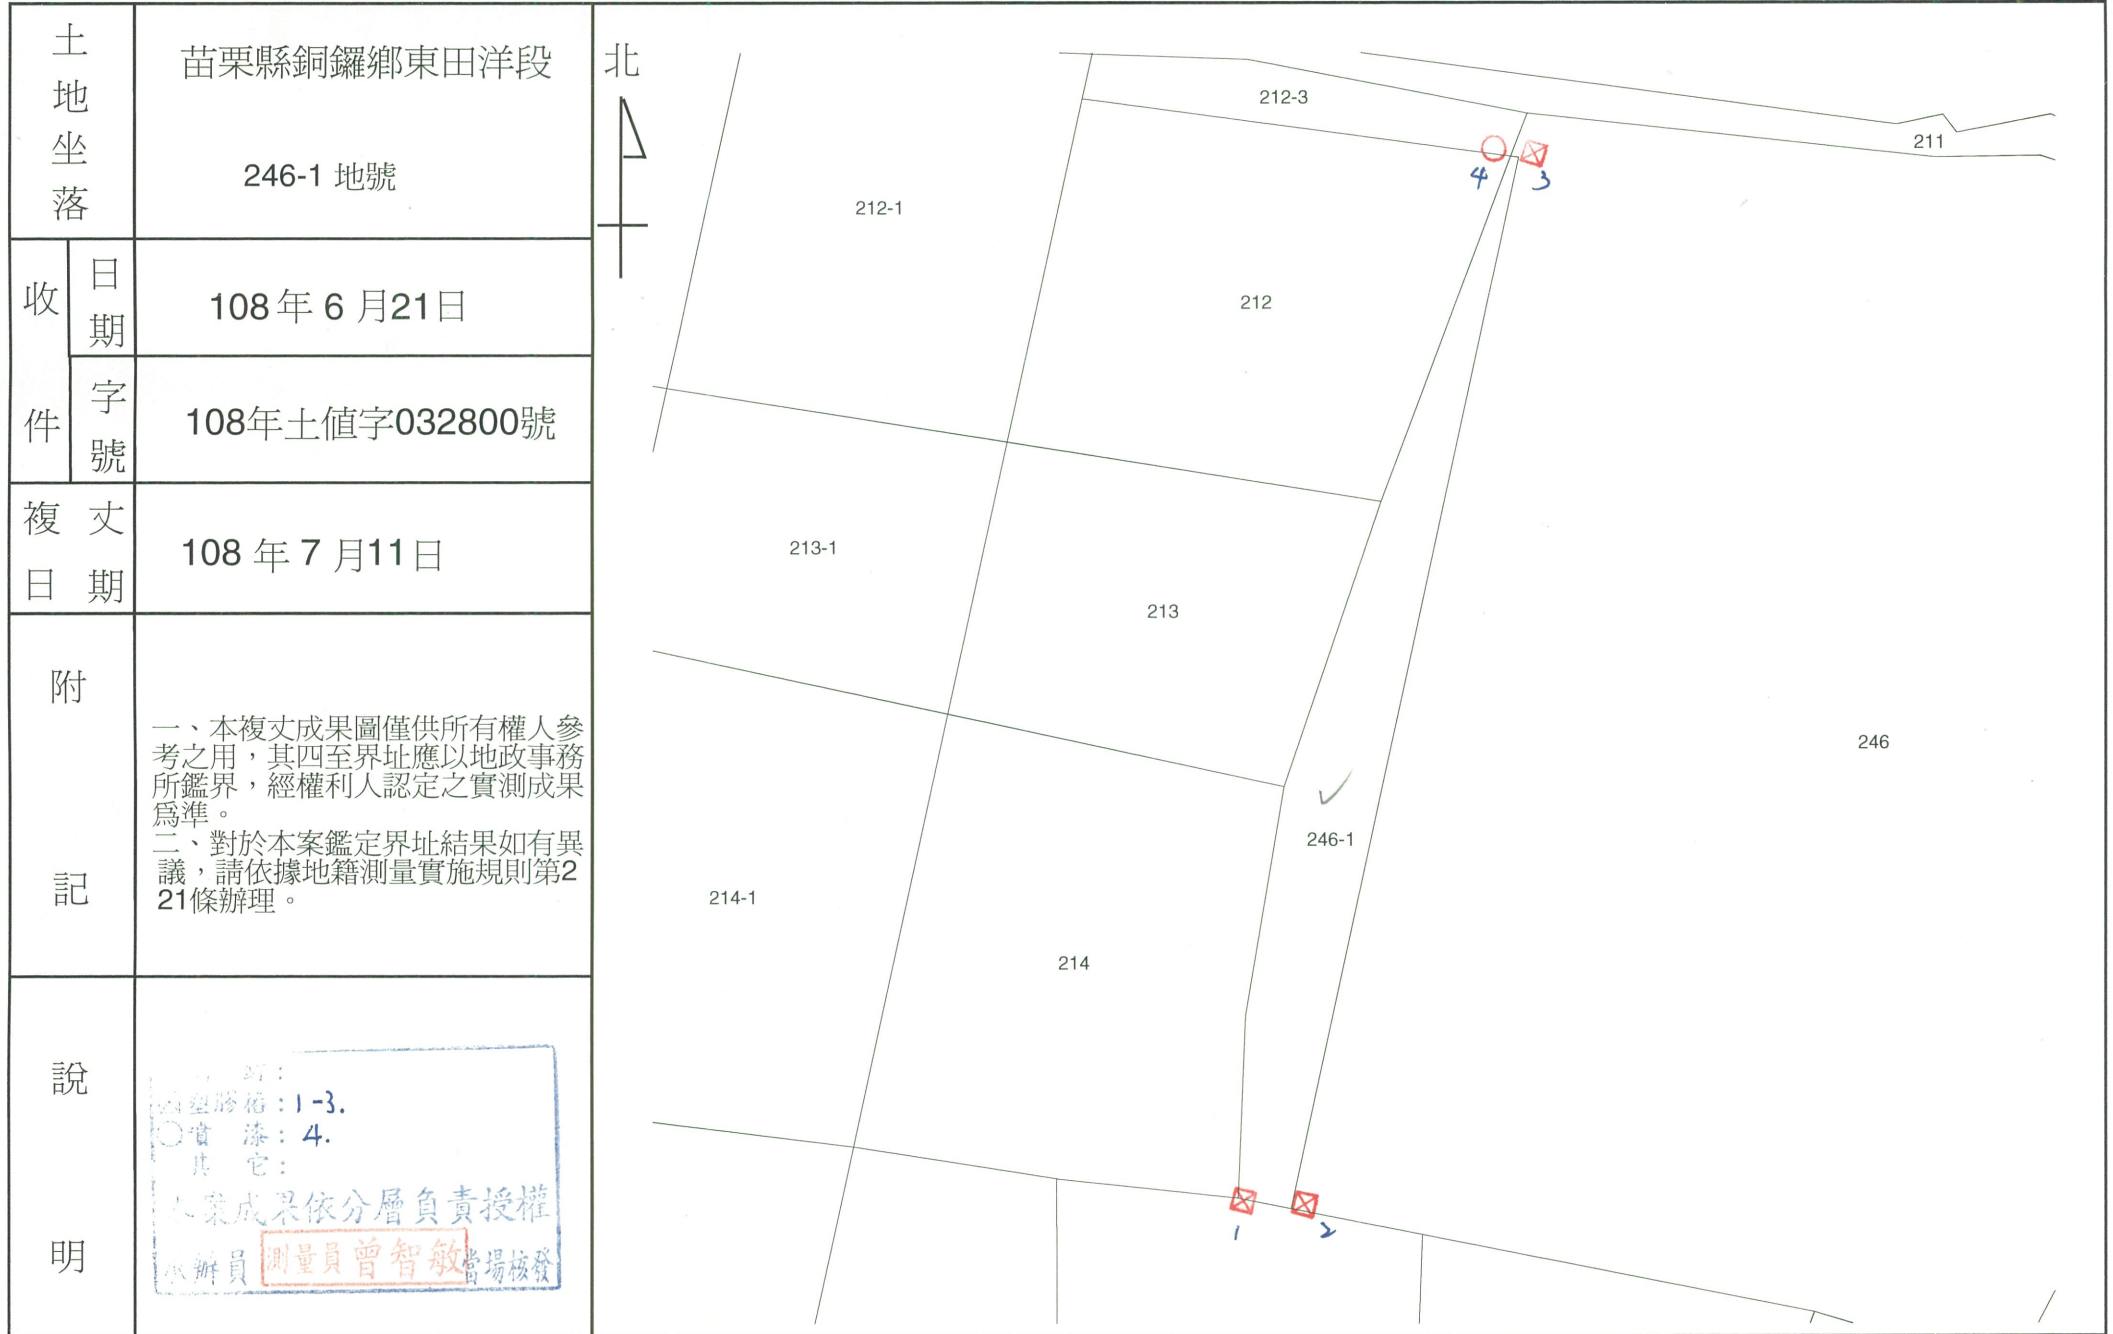 土地坐落
苗栗縣銅鑼鄉東田洋段
246-1 地號
收件
日期
108年 6 月21日
字號
108年土值字032800號
複丈日期
108 年 7 月11日
附記
一、本複丈成果圖僅供所有權人參
考之用，其四至界址應以地政事務
所鑑界，經權利人認定之實測成果
為準。
二、對於本案鑑定界址結果如有異
議，請依據地籍測量實施規則第2
21條辦理。
說明
塑膠樁：1-3.
噴漆：4.
其它：
本案成果依分層負責授權
承辦員 測量員曾智敏 當場核發
北
212-3
211
4
3
212-1
212
213-1
213
246
246-1
214-1
214
1
2